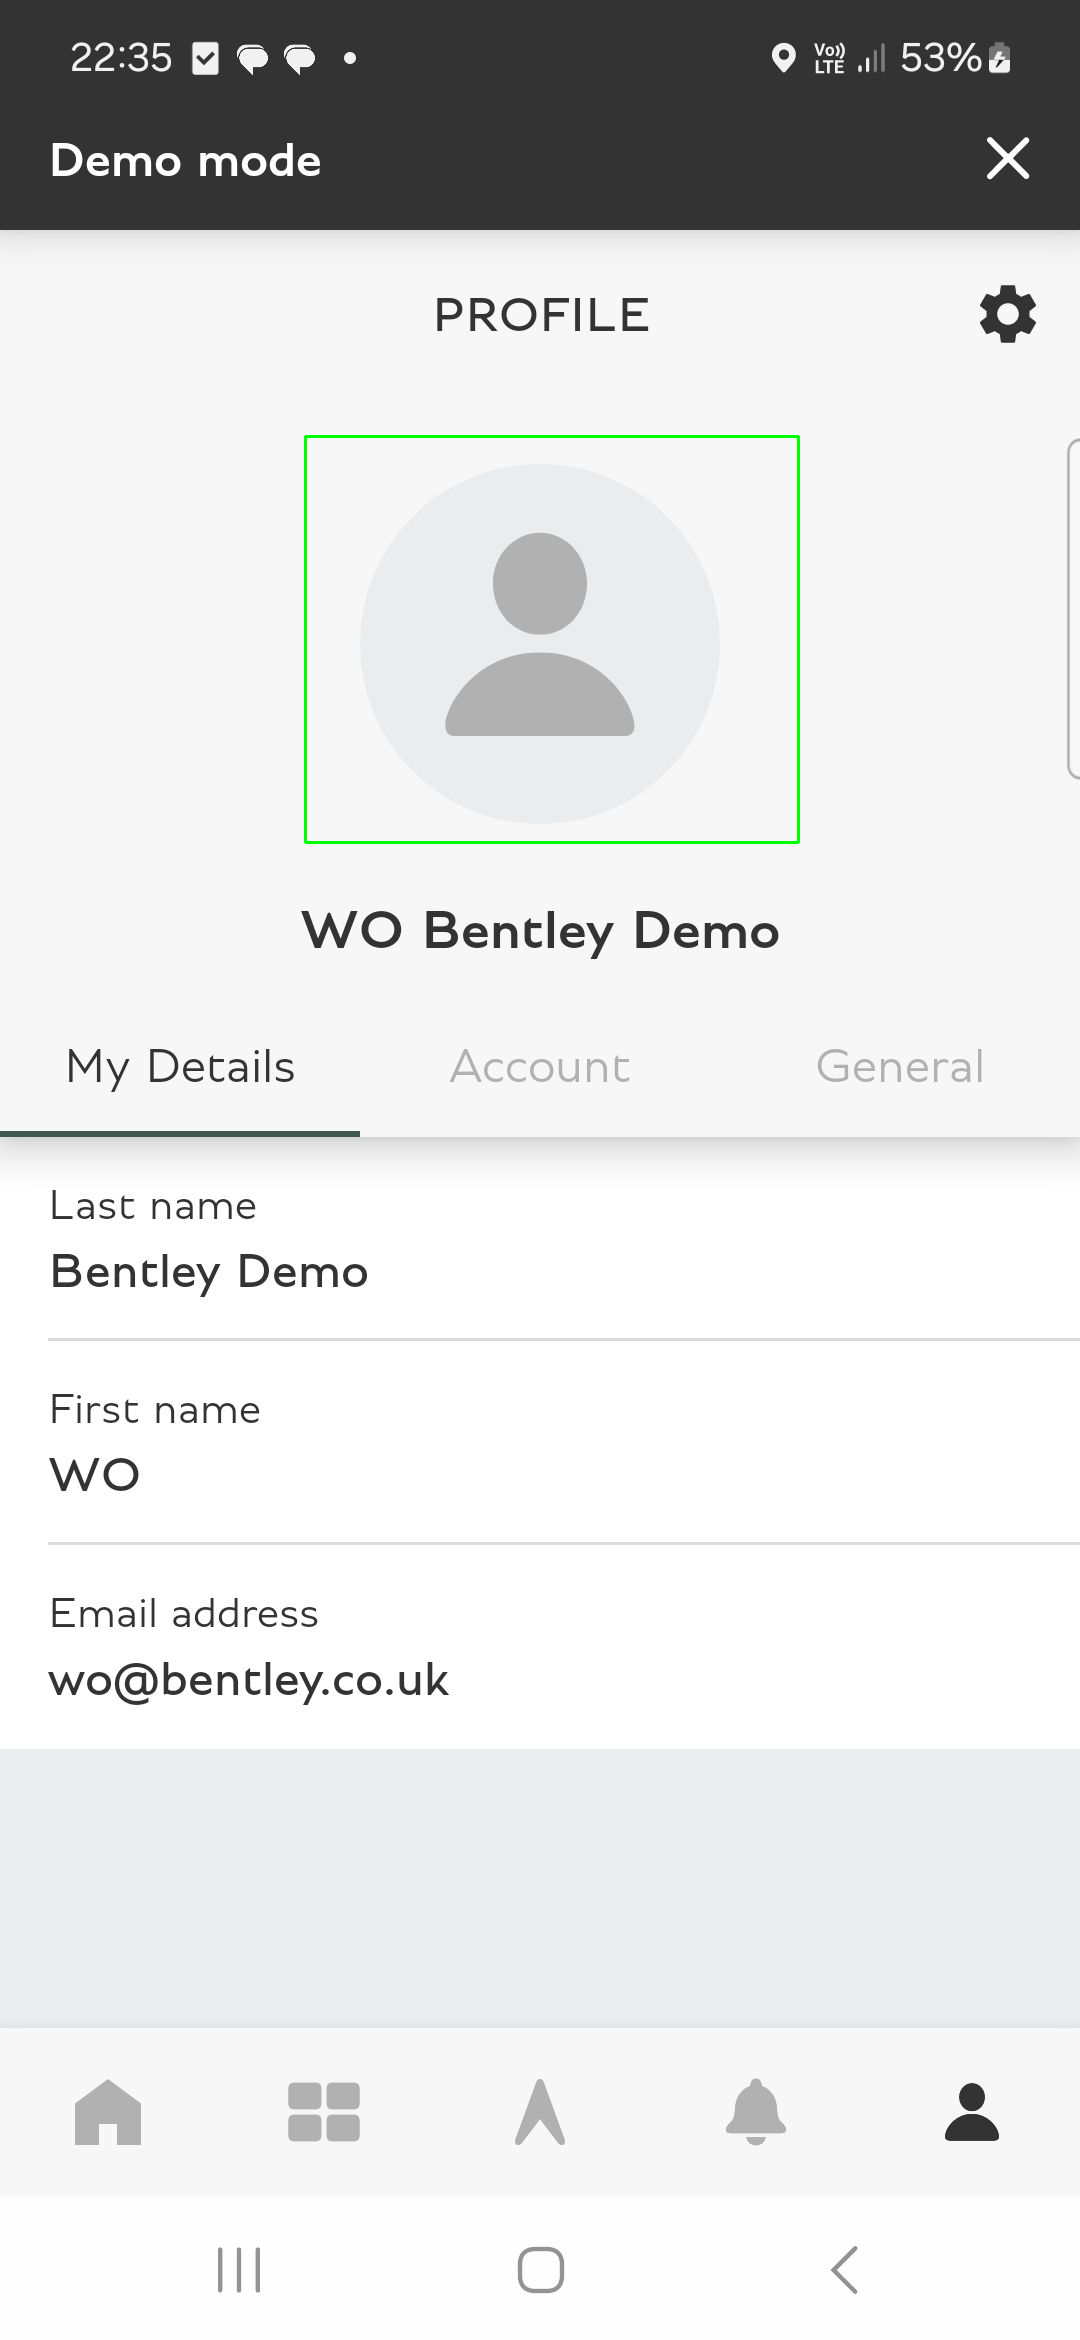 22:35
Vo)) LTE 53%
Demo mode
PROFILE
WO Bentley Demo
My Details Account General
Last name
Bentley Demo
First name
WO
Email address
wo@bentley.co.uk